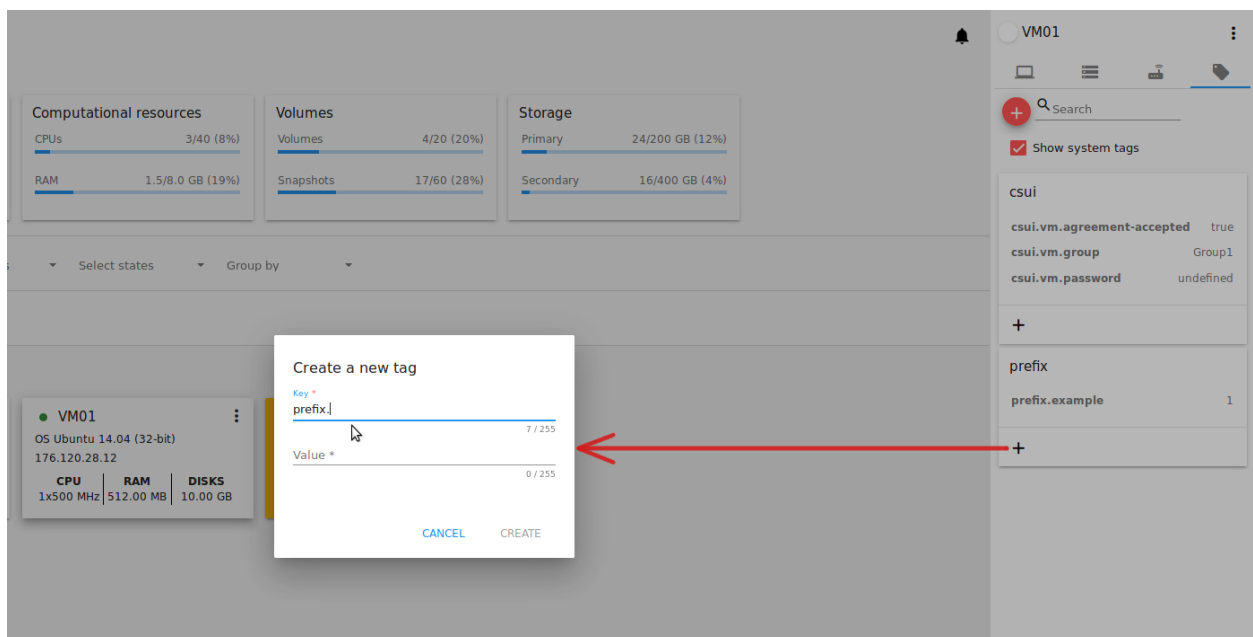 VM01
Computational resources
CPUs 3/40 (8%)
RAM 1.5/8.0 GB (19%)
Volumes
Volumes 4/20 (20%)
Snapshots 17/60 (28%)
Storage
Primary 24/200 GB (12%)
Secondary 16/400 GB (4%)
s Select states Group by
Create a new tag
Key *
prefix.
7 / 255
Value *
0 / 255
CANCEL CREATE
VM01
OS Ubuntu 14.04 (32-bit)
176.120.28.12
CPU RAM DISKS
1x500 MHz 512.00 MB 10.00 GB
+ Search
Show system tags
csui
csui.vm.agreement-accepted true
csui.vm.group Group1
csui.vm.password undefined
+
prefix
prefix.example 1
+